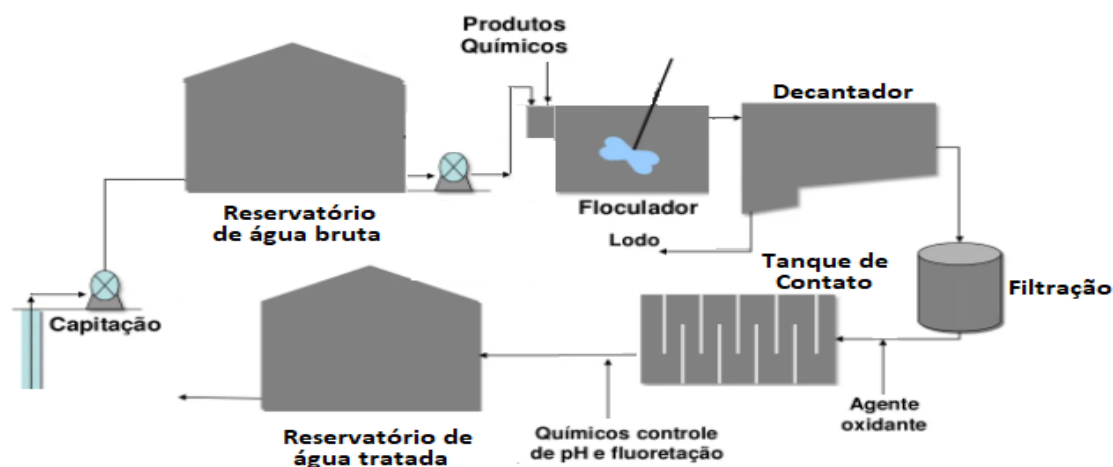 Produtos
Químicos
Decantador
Reservatório
de água bruta
Floculador
Lodo
Tanque de
Contato
Filtração
Capitação
Agente
oxidante
Químicos controle
de pH e fluoretação
Reservatório de
água tratada